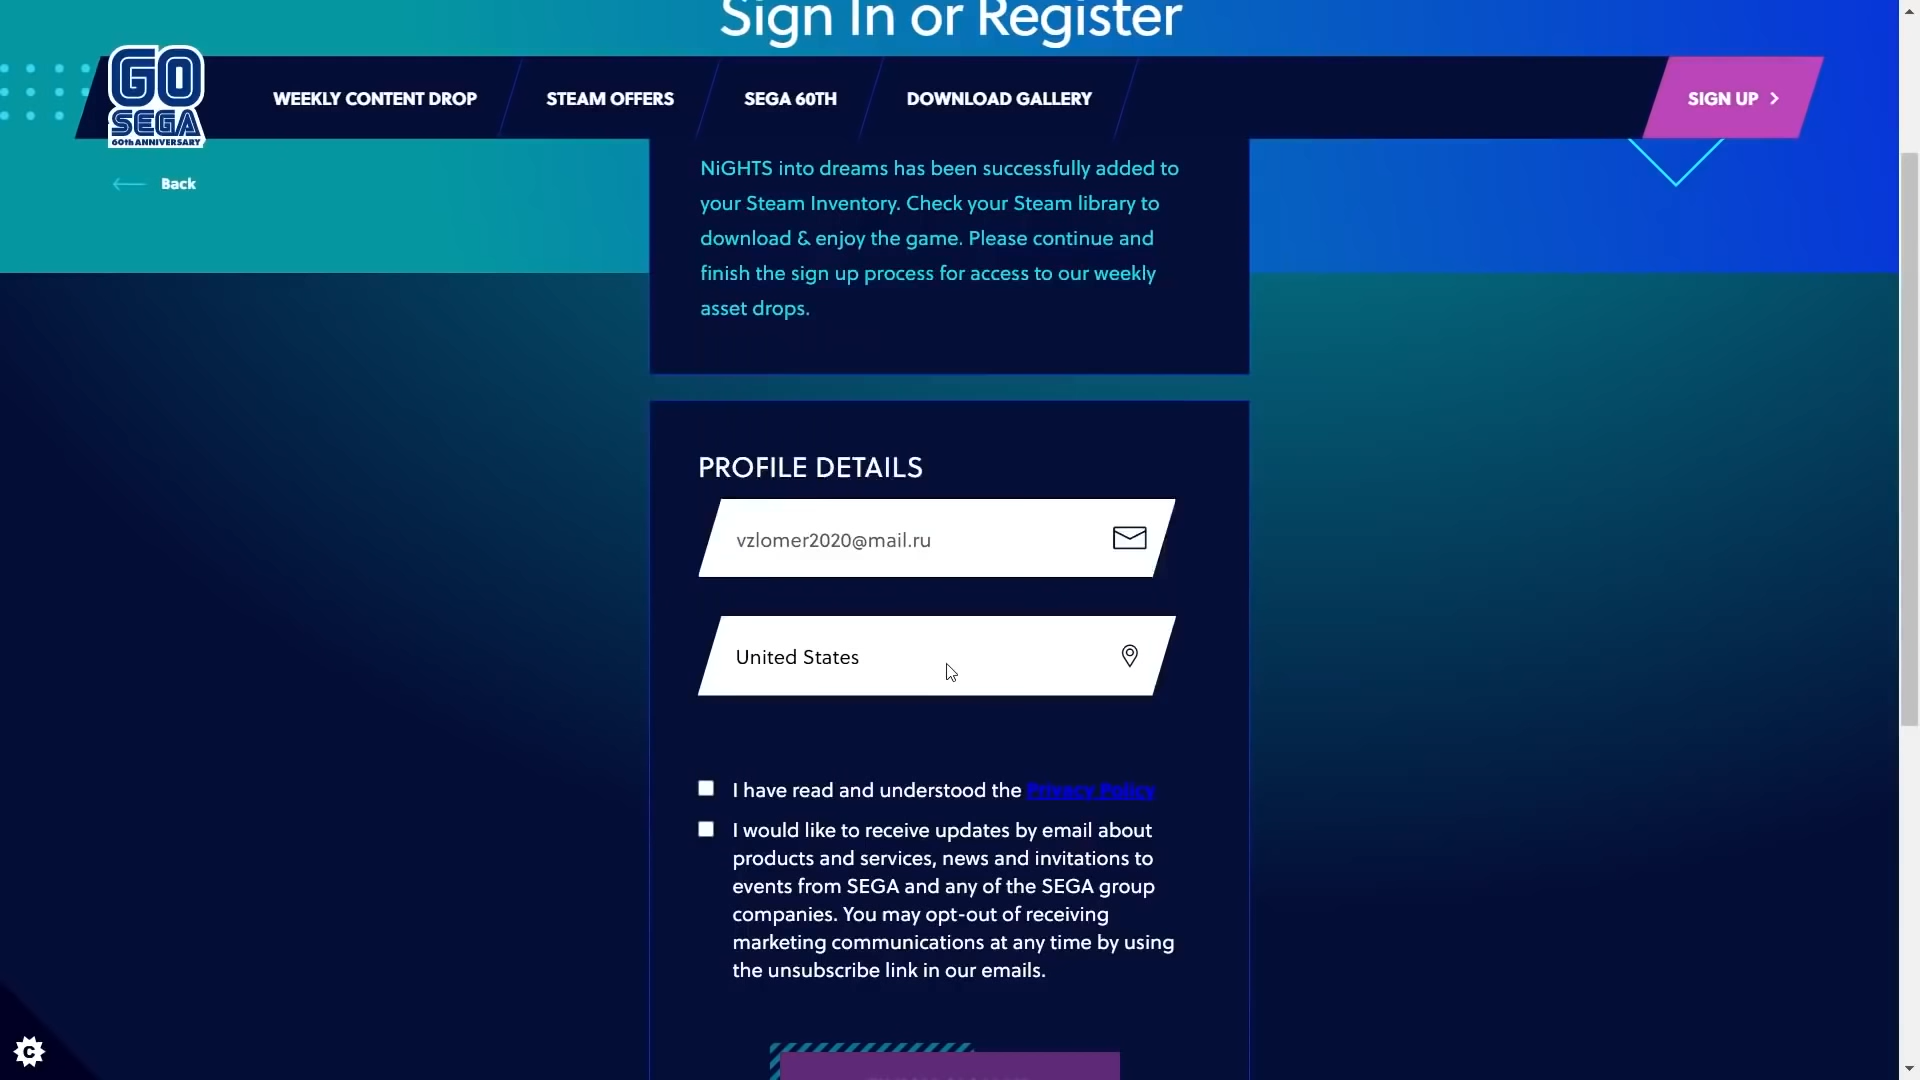 Sign In or Register
GO
SEGA
60th ANNIVERSARY
WEEKLY CONTENT DROP
STEAM OFFERS
SEGA 60TH
DOWNLOAD GALLERY
SIGN UP
Back
NiGHTS into dreams has been successfully added to
your Steam Inventory. Check your Steam library to
download & enjoy the game. Please continue and
finish the sign up process for access to our weekly
asset drops.
PROFILE DETAILS
vzlomer2020@mail.ru
United States
I have read and understood the Privacy Policy
I would like to receive updates by email about
products and services, news and invitations to
events from SEGA and any of the SEGA group
companies. You may opt-out of receiving
marketing communications at any time by using
the unsubscribe link in our emails.
C